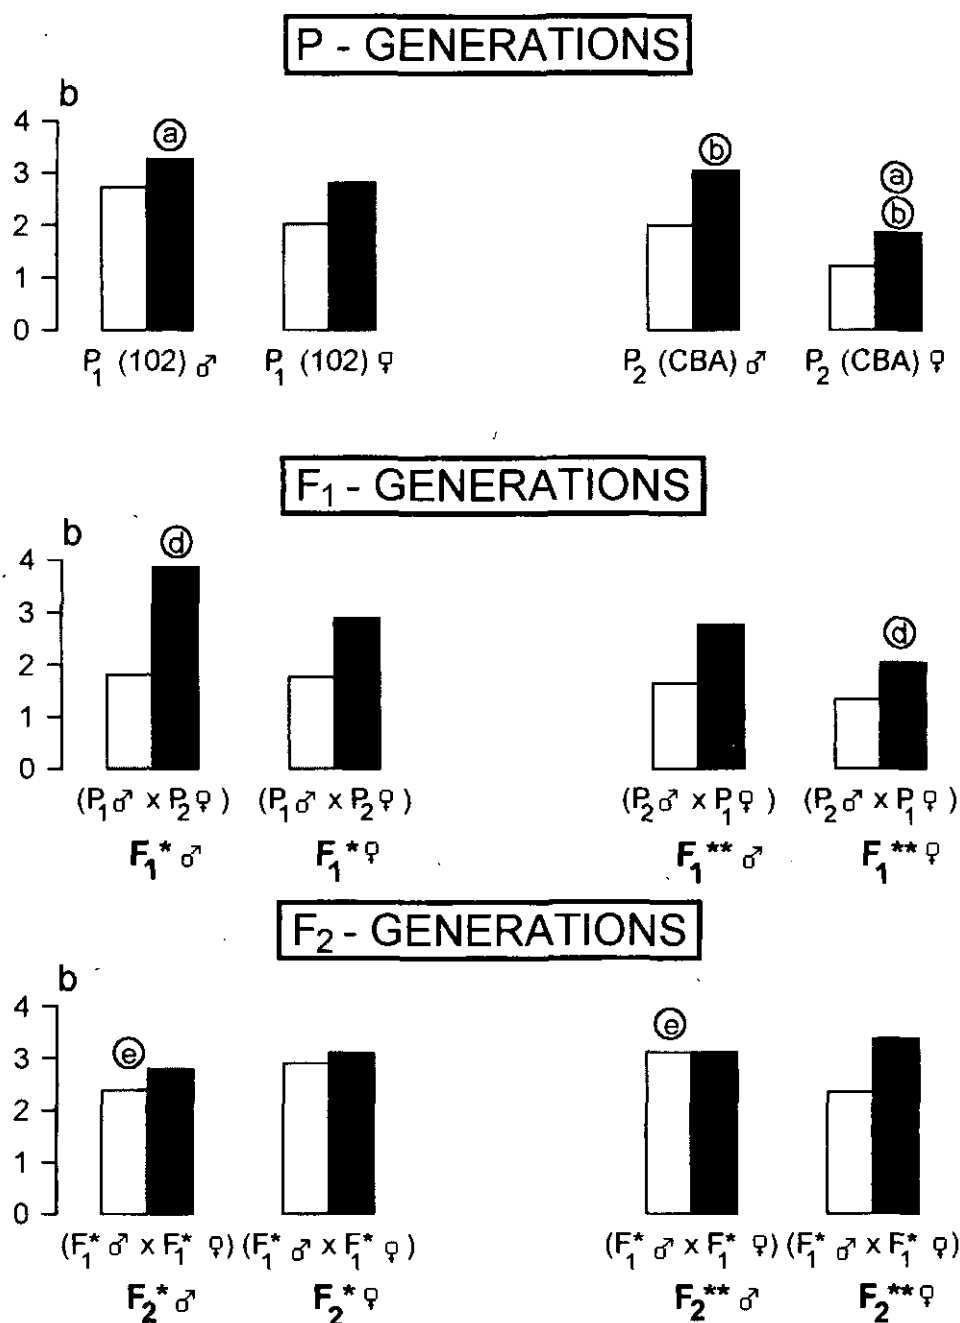 P - GENERATIONS
b
4
3
2
1
0
ⓐ
ⓑ
ⓐ
ⓑ
P₁ (102) ♂ P₁ (102) ♀ P₂ (CBA) ♂ P₂ (CBA) ♀
F₁ - GENERATIONS
b
4
3
2
1
0
ⓓ
ⓓ
(P₁♂ x P₂♀) (P₁♂ x P₂♀) (P₂♂ x P₁♀) (P₂♂ x P₁♀)
F₁* ♂ F₁* ♀ F₁** ♂ F₁** ♀
F₂ - GENERATIONS
b
4
3
2
1
0
ⓔ
ⓔ
(F₁* ♂ x F₁* ♀) (F₁* ♂ x F₁* ♀) (F₁* ♂ x F₁* ♀) (F₁* ♂ x F₁* ♀)
F₂* ♂ F₂* ♀ F₂** ♂ F₂** ♀